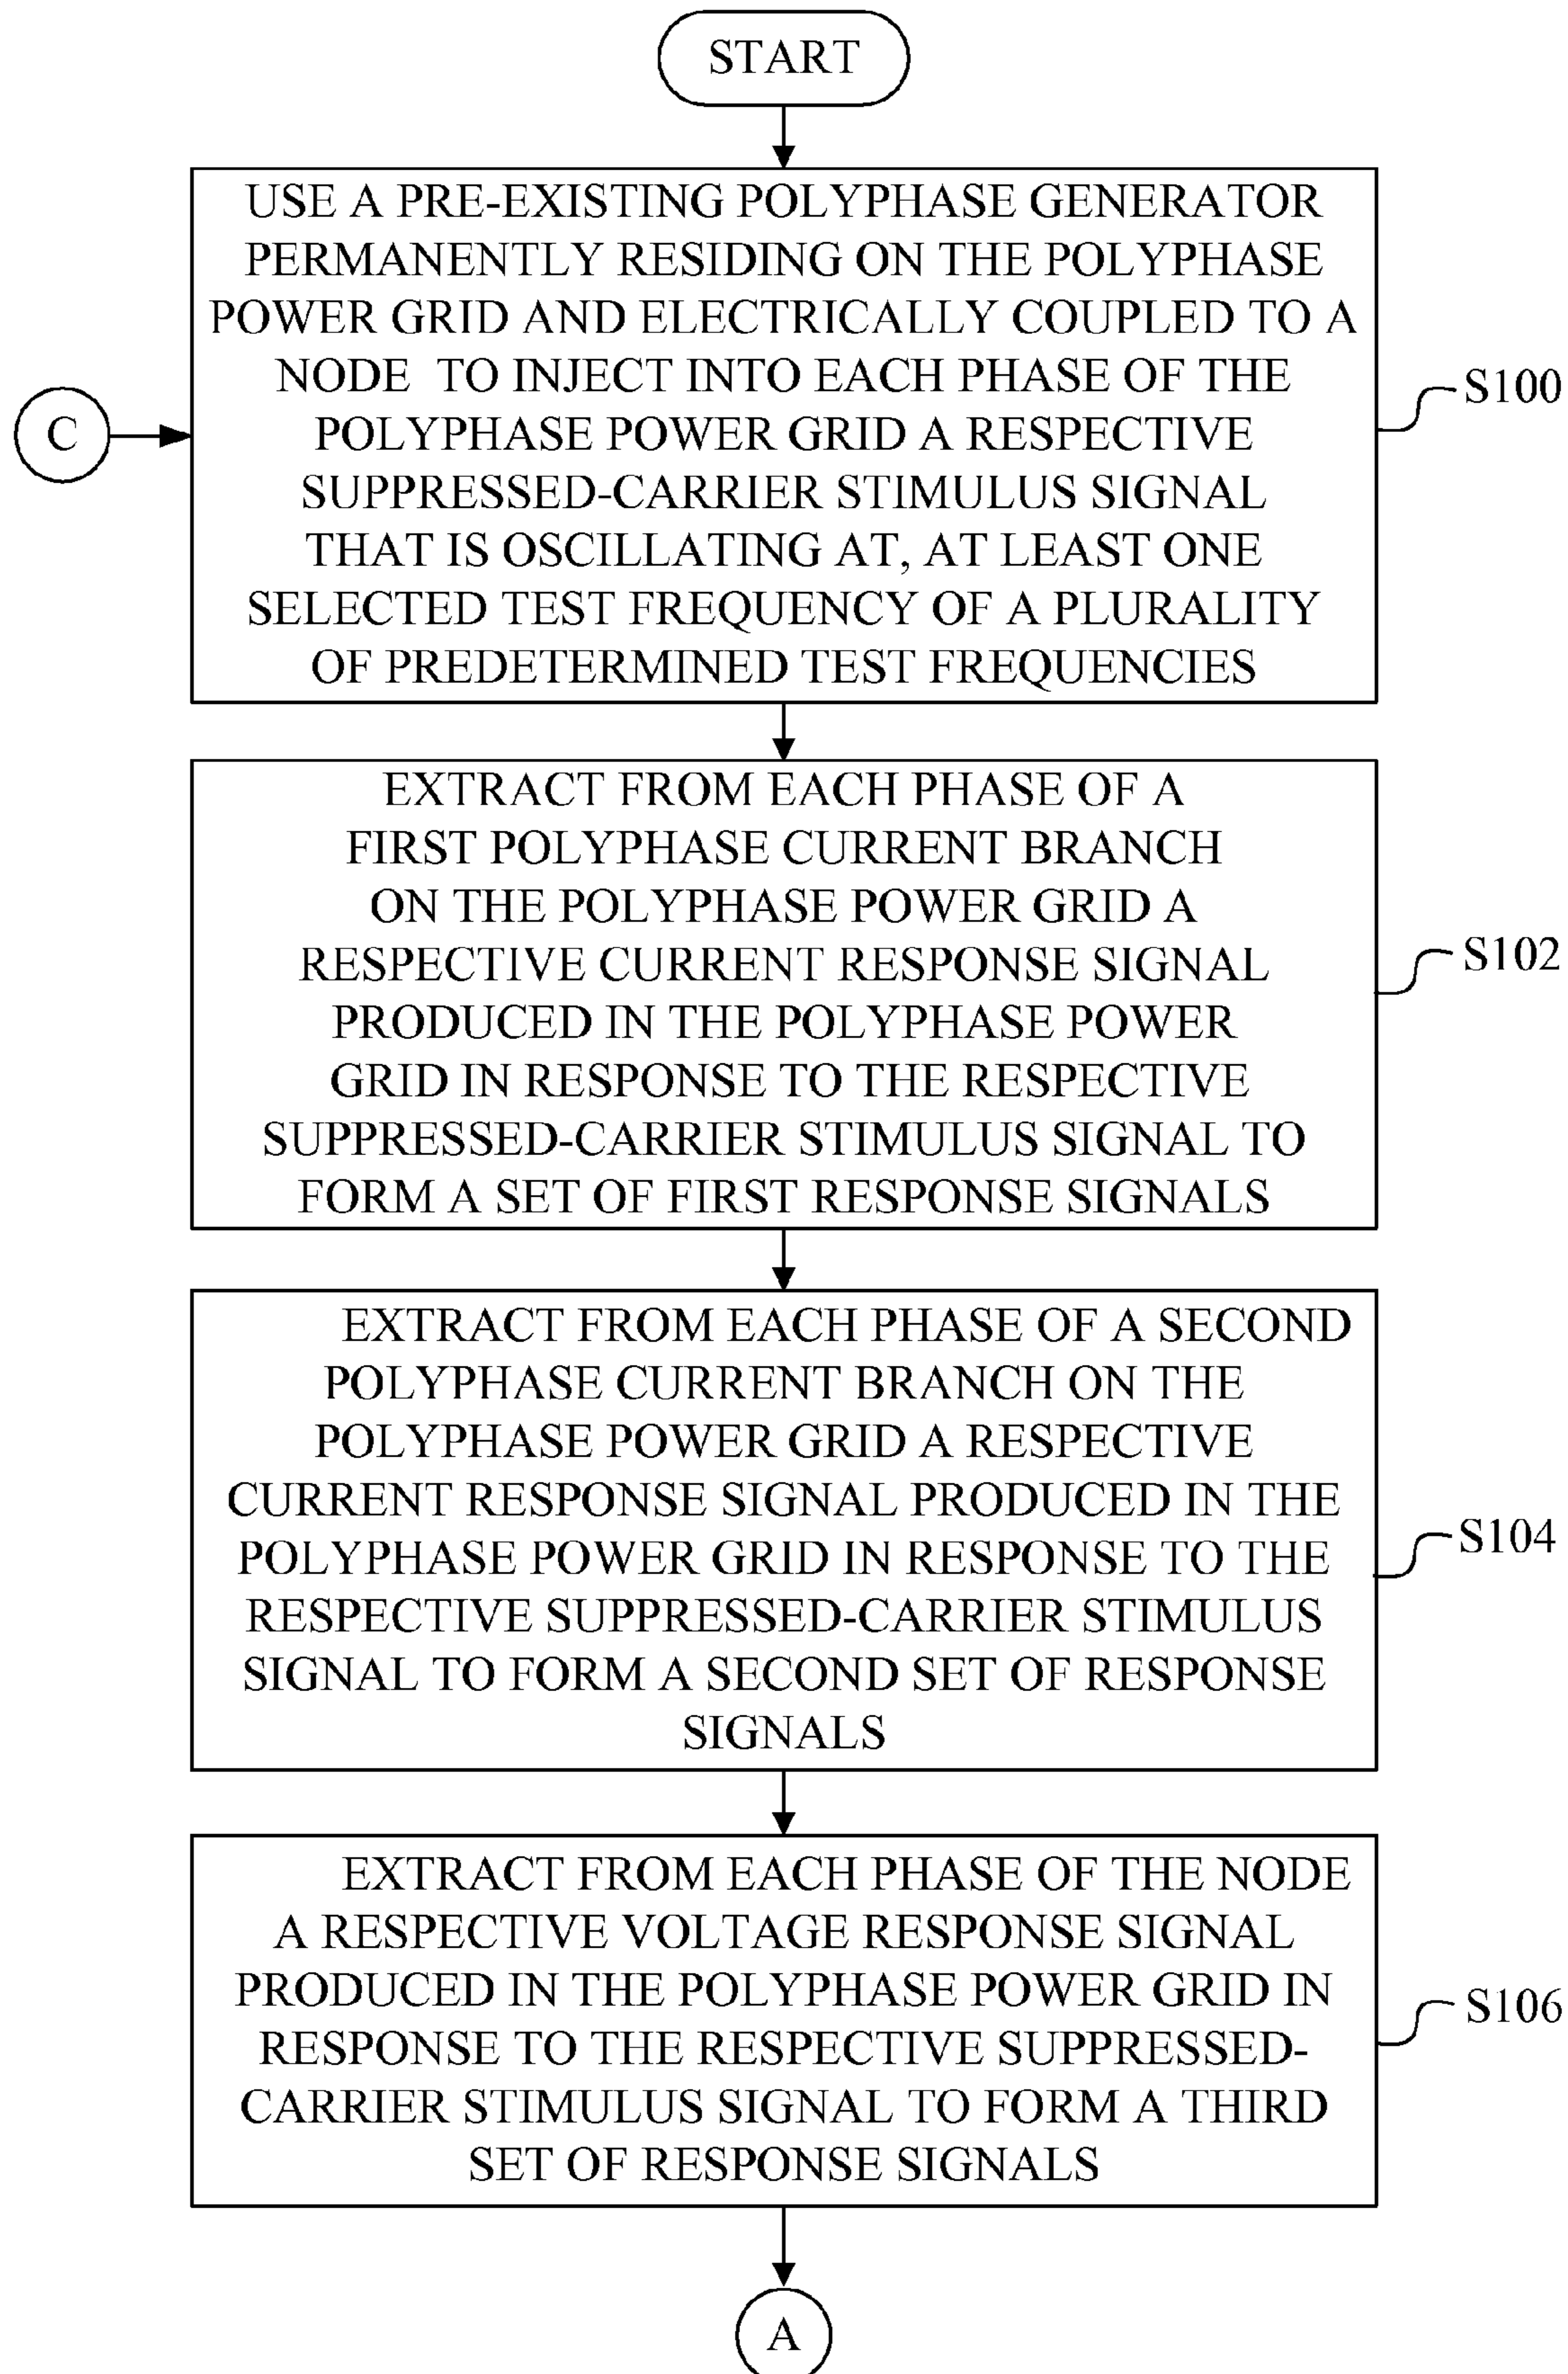 START
USE A PRE-EXISTING POLYPHASE GENERATOR
PERMANENTLY RESIDING ON THE POLYPHASE
POWER GRID AND ELECTRICALLY COUPLED TO A
NODE TO INJECT INTO EACH PHASE OF THE
POLYPHASE POWER GRID A RESPECTIVE
SUPPRESSED-CARRIER STIMULUS SIGNAL
THAT IS OSCILLATING AT, AT LEAST ONE
SELECTED TEST FREQUENCY OF A PLURALITY
OF PREDETERMINED TEST FREQUENCIES
S100
C
EXTRACT FROM EACH PHASE OF A
FIRST POLYPHASE CURRENT BRANCH
ON THE POLYPHASE POWER GRID A
RESPECTIVE CURRENT RESPONSE SIGNAL
PRODUCED IN THE POLYPHASE POWER
GRID IN RESPONSE TO THE RESPECTIVE
SUPPRESSED-CARRIER STIMULUS SIGNAL TO
FORM A SET OF FIRST RESPONSE SIGNALS
S102
EXTRACT FROM EACH PHASE OF A SECOND
POLYPHASE CURRENT BRANCH ON THE
POLYPHASE POWER GRID A RESPECTIVE
CURRENT RESPONSE SIGNAL PRODUCED IN THE
POLYPHASE POWER GRID IN RESPONSE TO THE
RESPECTIVE SUPPRESSED-CARRIER STIMULUS
SIGNAL TO FORM A SECOND SET OF RESPONSE
SIGNALS
S104
EXTRACT FROM EACH PHASE OF THE NODE
A RESPECTIVE VOLTAGE RESPONSE SIGNAL
PRODUCED IN THE POLYPHASE POWER GRID IN
RESPONSE TO THE RESPECTIVE SUPPRESSED-
CARRIER STIMULUS SIGNAL TO FORM A THIRD
SET OF RESPONSE SIGNALS
S106
A